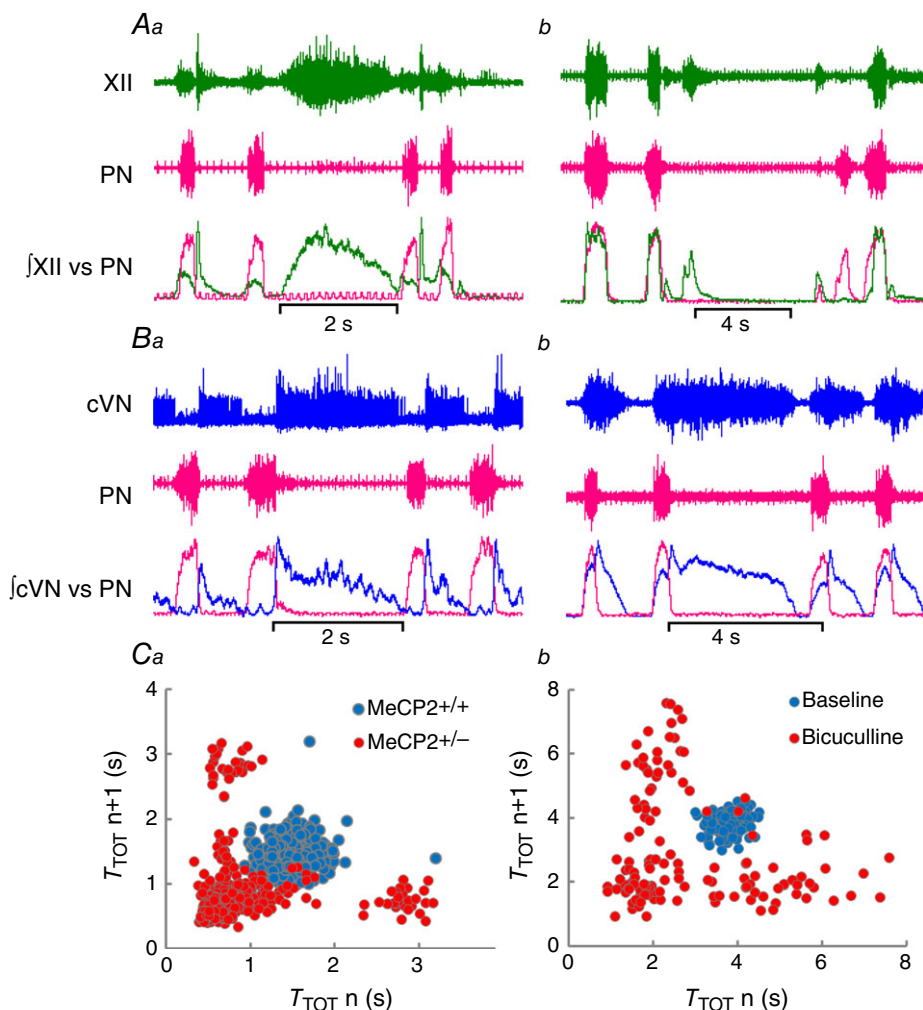 Aa
b
XII
PN
∫XII vs PN
2 s
4 s
Ba
b
cVN
PN
∫cVN vs PN
2 s
4 s
Ca
b
4
3
2
1
0
TTOT n+1 (s)
MeCP2+/+
MeCP2+/–
0 1 2 3
TTOT n (s)
8
6
4
2
0
TTOT n+1 (s)
Baseline
Bicuculline
0 2 4 6 8
TTOT n (s)